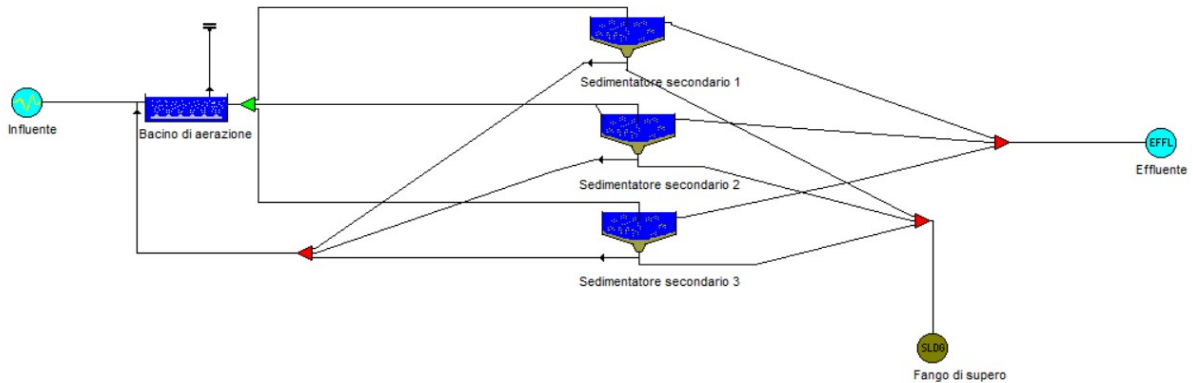 Sedimentatore secondario 1
Influente
Bacino di aerazione
EFFL
Effluente
Sedimentatore secondario 2
Sedimentatore secondario 3
SLDG
Fango di supero